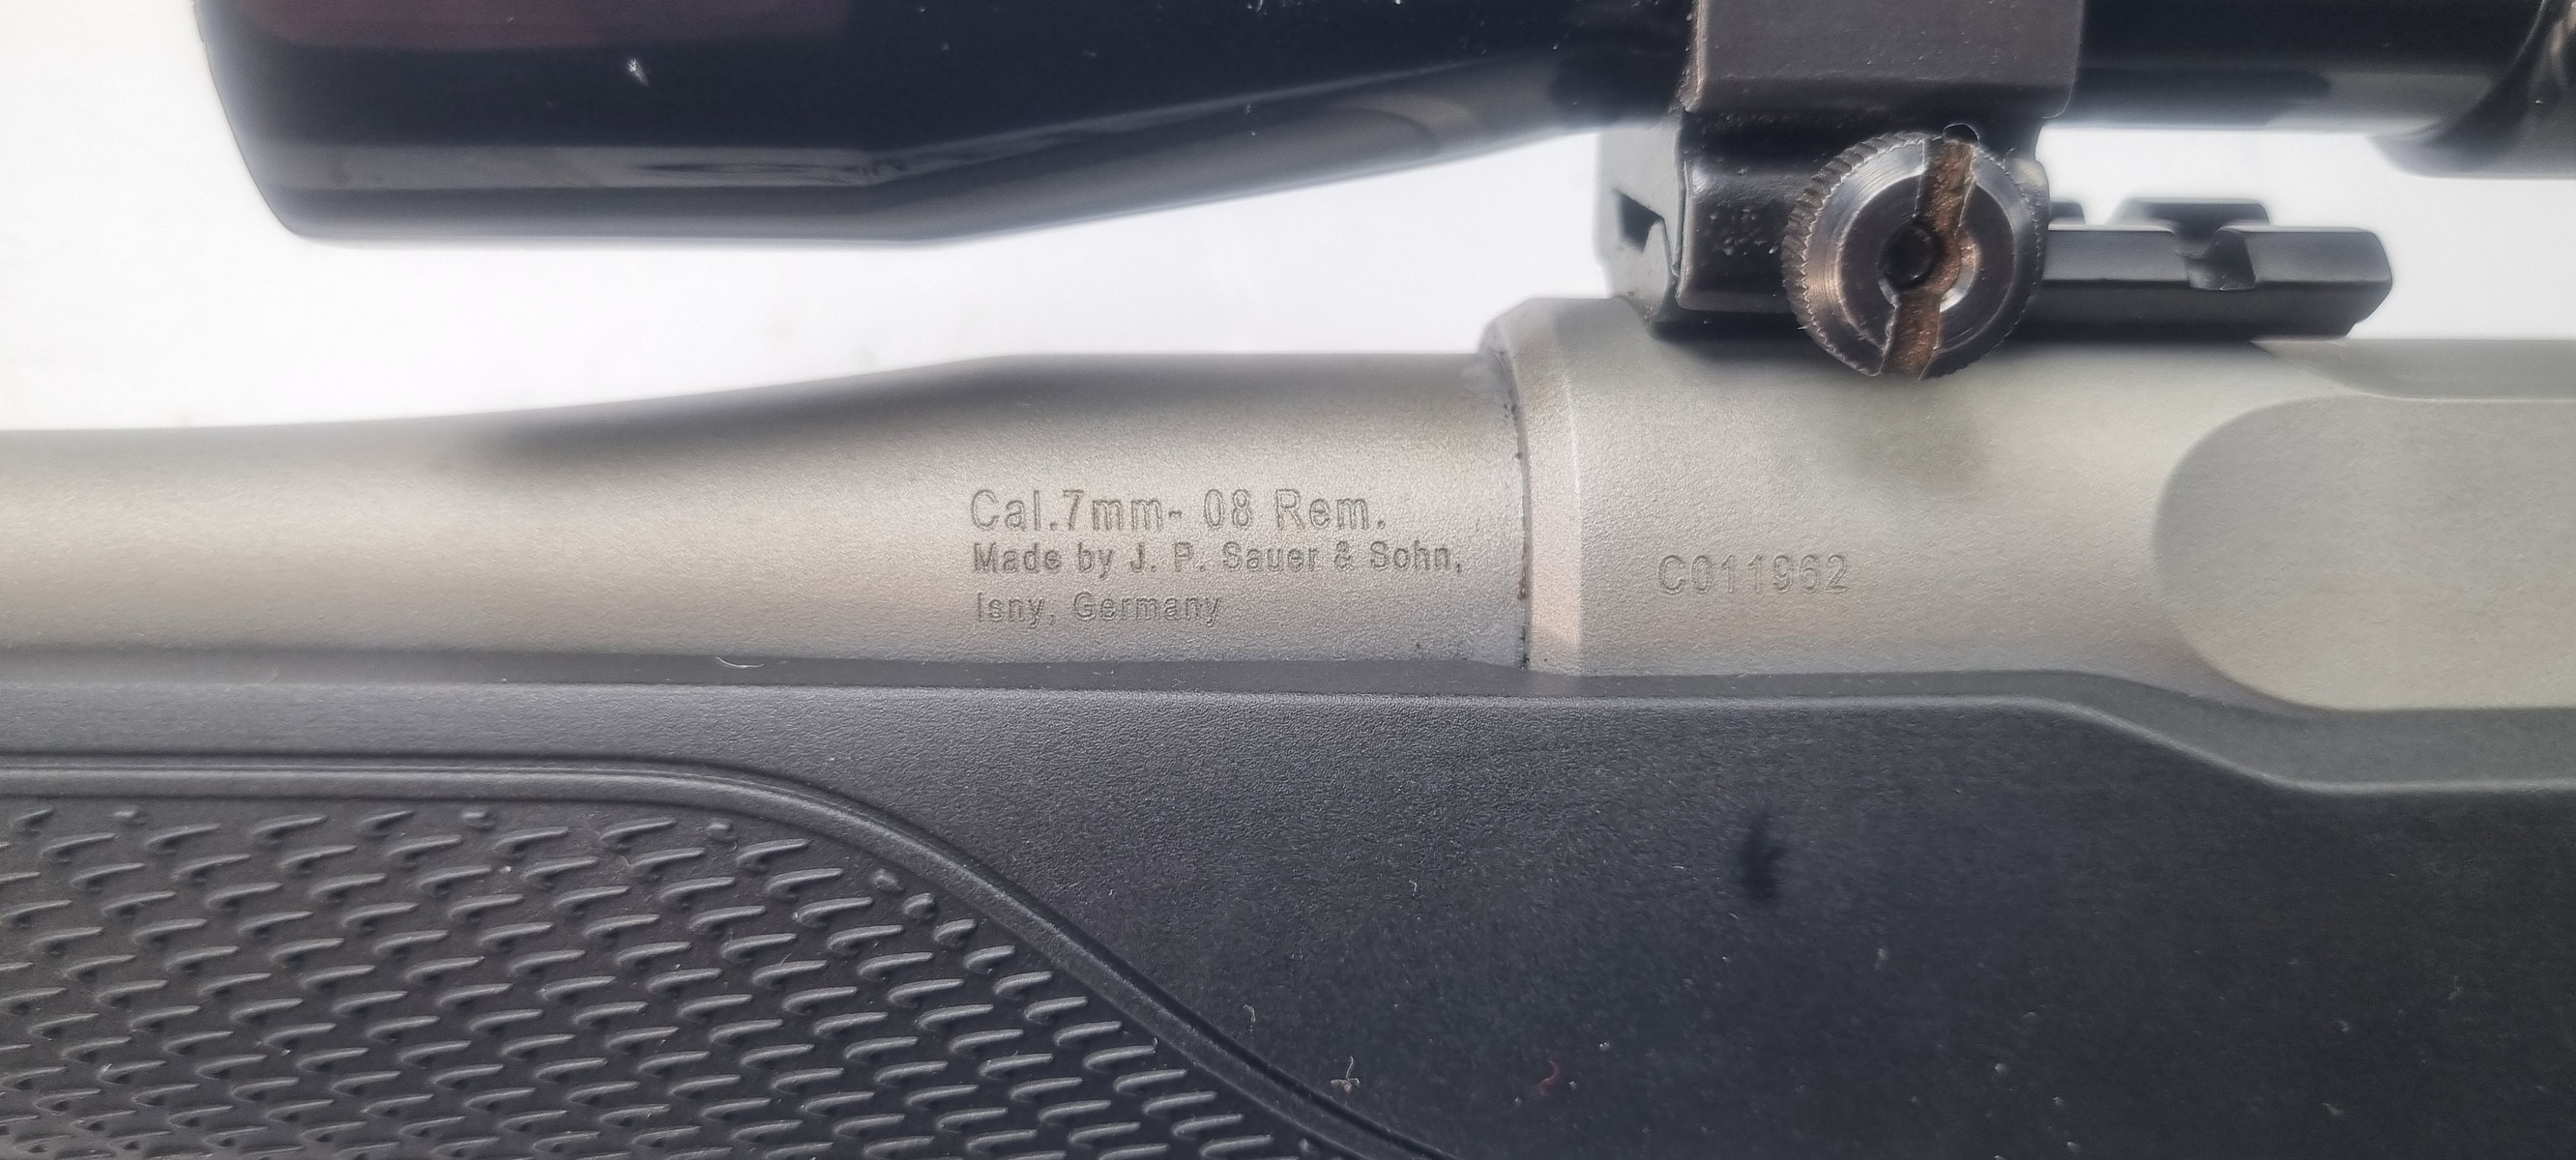 Cal.7mm- 08 Rem.
Made by J. P. Sauer & Sohn,
Isny, Germany
C011962